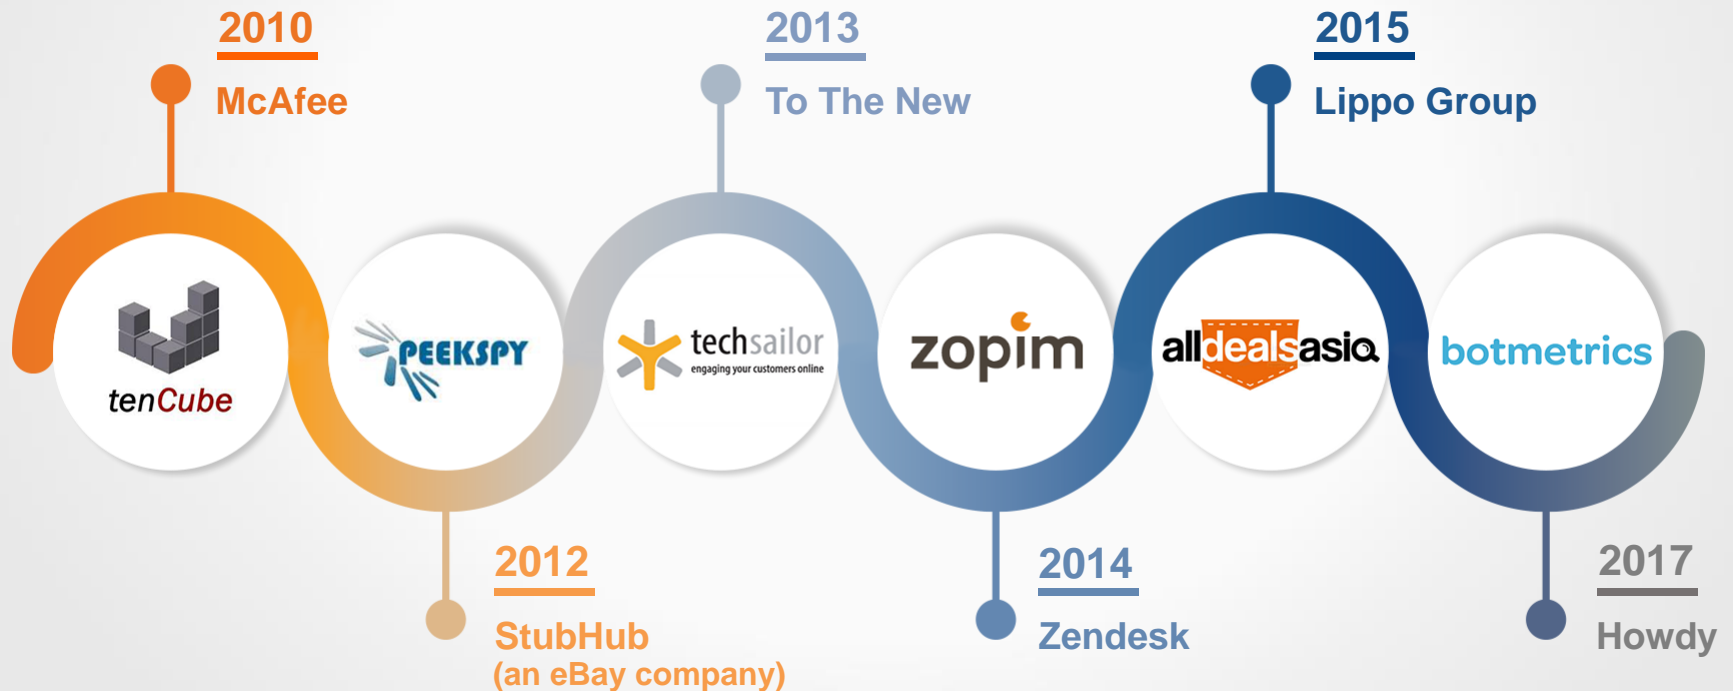 2010
McAfee
2013
To The New
2015
Lippo Group
tenCube
PEEKSPY
techsailor
engaging your customers online
zopim
alldealsasia
botmetrics
2012
StubHub
(an eBay company)
2014
Zendesk
2017
Howdy